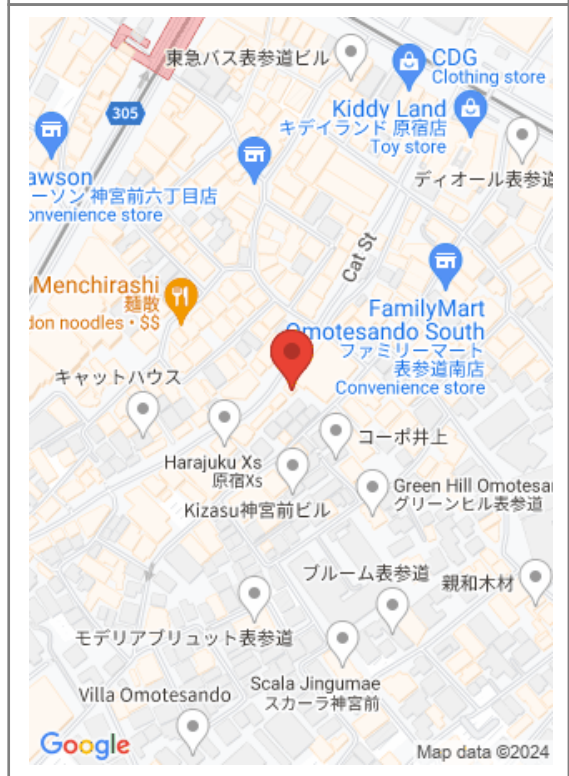 東急バス表参道ビル
CDG
Clothing store
Kiddy Land
キデイランド 原宿店
Toy store
305
ディオール表参道
awson
ーソン 神宮前六丁目店
onvenience store
Cat St
Menchirashi
麺散
don noodles • $$
FamilyMart
Omotesando South
ファミリーマート
表参道南店
Convenience store
キャットハウス
コーポ井上
Harajuku Xs
原宿Xs
Green Hill Omotesa
グリーンヒル表参道
Kizasu神宮前ビル
ブルーム表参道
親和木材
モデリアブリュット表参道
Scala Jingumae
スカーラ神宮前
Villa Omotesando
Google
Map data ©2024